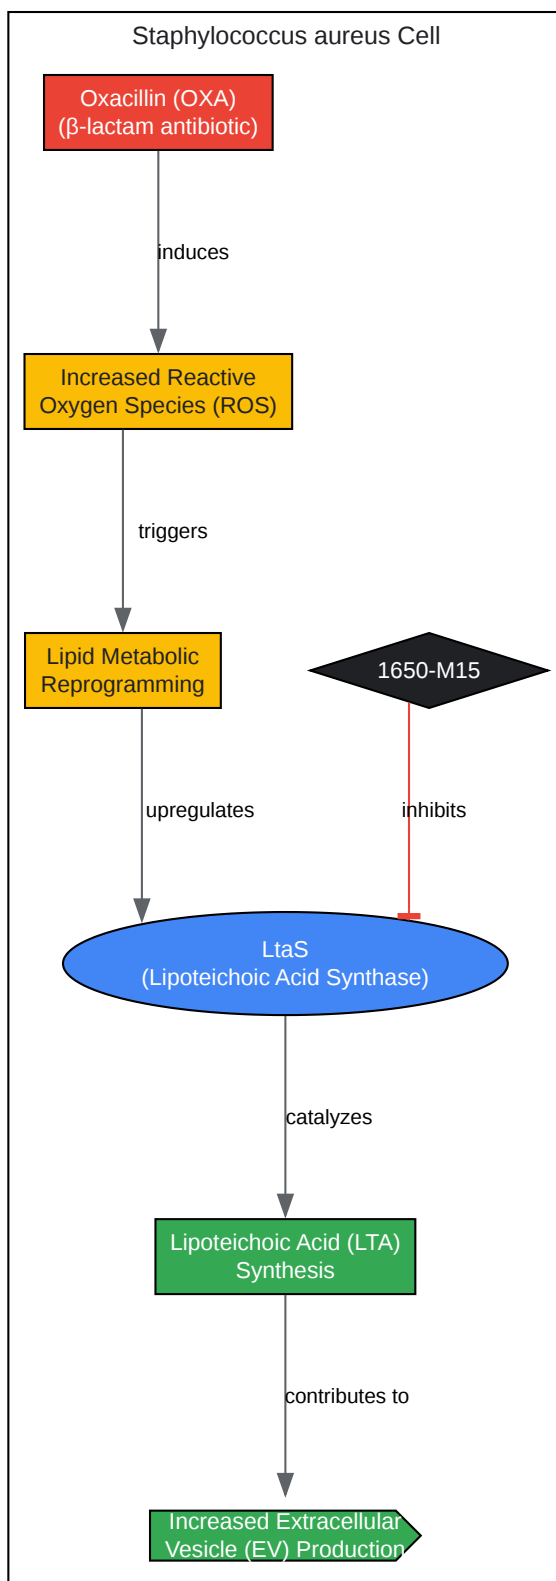 Staphylococcus aureus Cell
Oxacillin (OXA)
(β-lactam antibiotic)
induces
Increased Reactive
Oxygen Species (ROS)
triggers
Lipid Metabolic
Reprogramming
1650-M15
upregulates
inhibits
LtaS
(Lipoteichoic Acid Synthase)
catalyzes
Lipoteichoic Acid (LTA)
Synthesis
contributes to
Increased Extracellular
Vesicle (EV) Production